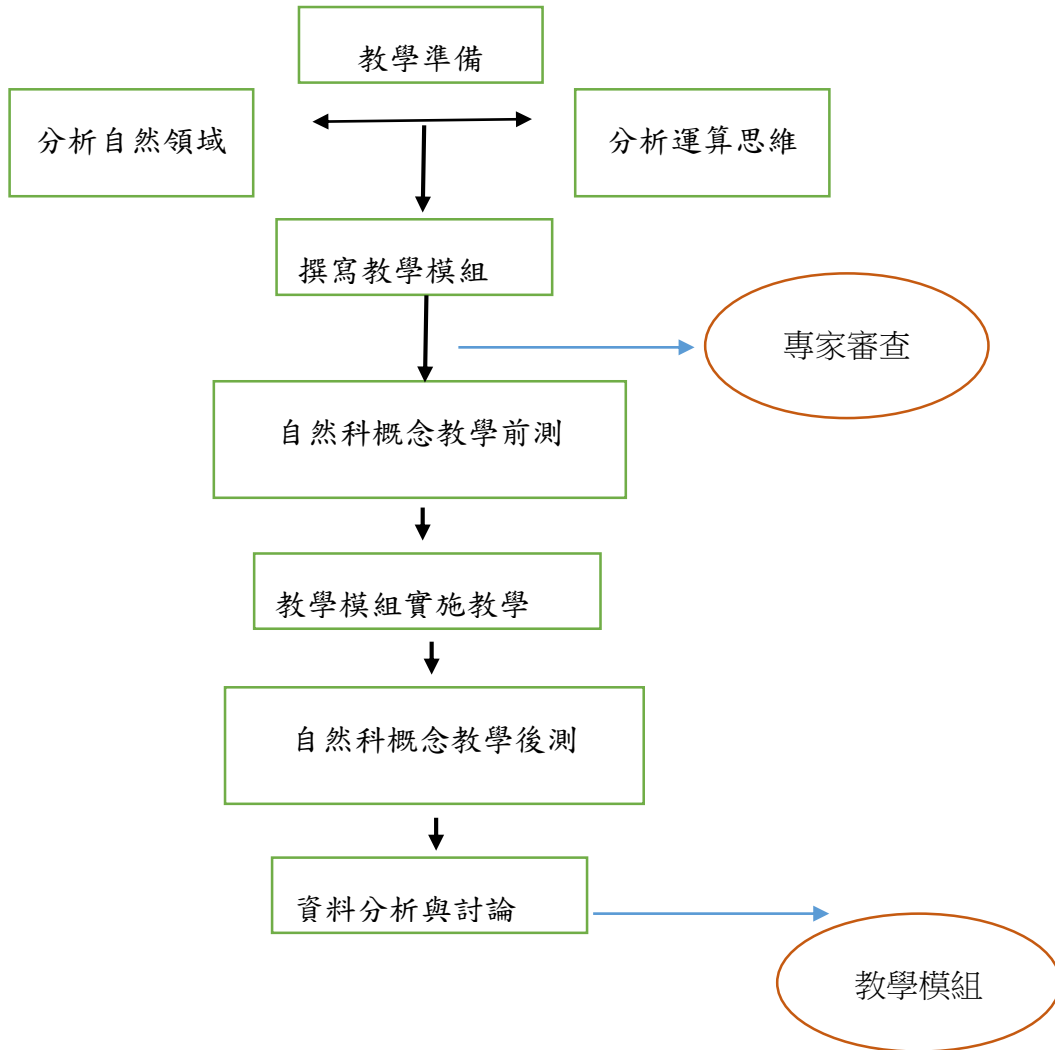 教學準備
分析自然領域
分析運算思維
撰寫教學模組
專家審查
自然科概念教學前測
教學模組實施教學
自然科概念教學後測
資料分析與討論
教學模組